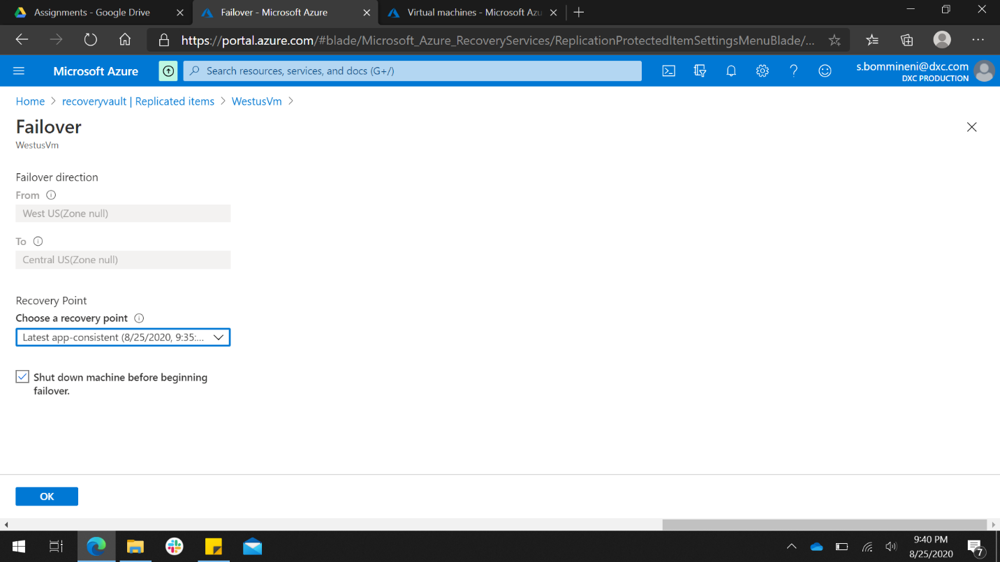 Assignments - Google Drive
Failover - Microsoft Azure
Virtual machines - Microsoft Azu
https://portal.azure.com/#blade/Microsoft_Azure_RecoveryServices/ReplicationProtectedItemSettingsMenuBlade/...
Microsoft Azure
Search resources, services, and docs (G+/)
s.bommineni@dxc.com
DXC PRODUCTION
Home > recoveryvault | Replicated items > WestusVm >
Failover
WestusVm
Failover direction
From
West US(Zone null)
To
Central US(Zone null)
Recovery Point
Choose a recovery point
Latest app-consistent (8/25/2020, 9:35:...
Shut down machine before beginning
failover.
OK
9:40 PM
8/25/2020
7